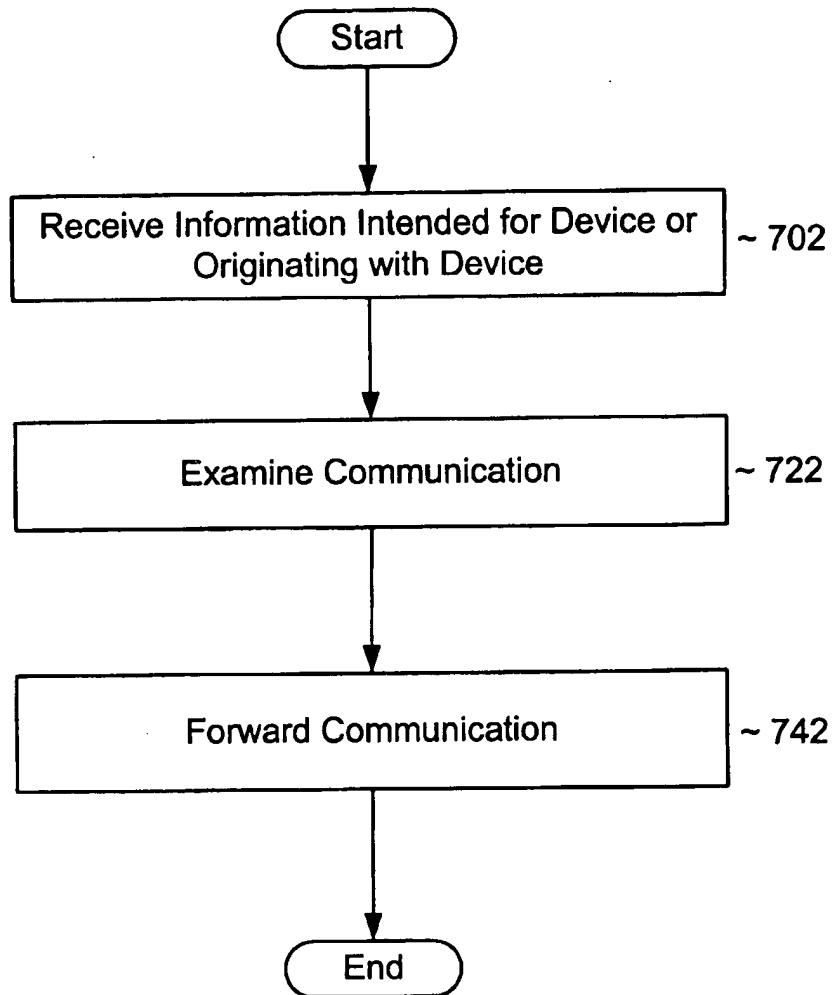 Start
Receive Information Intended for Device or
Originating with Device
~ 702
Examine Communication
~ 722
Forward Communication
~ 742
End